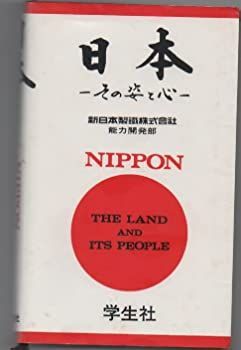 日本
－その姿と心－
新日本製鐵株式会社
能力開発部
NIPPON
THE LAND
AND
ITS PEOPLE
学生社
NIPPON